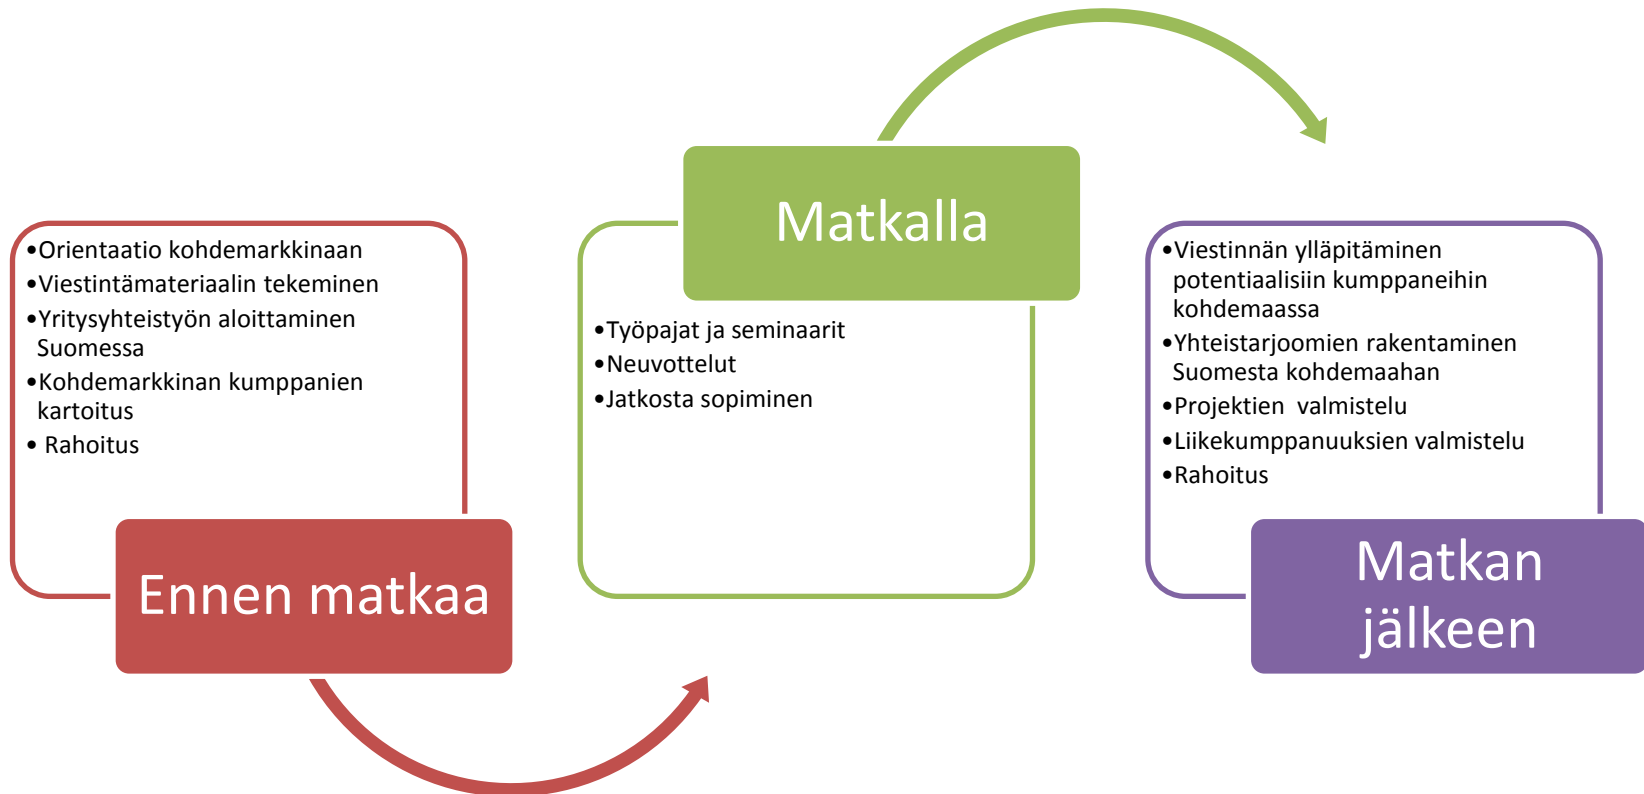 •Orientaatio kohdemarkkinaan
•Viestintämateriaalin tekeminen
•Yritysyhteistyön aloittaminen
Suomessa
•Kohdemarkkinan kumppanien
kartoitus
• Rahoitus
Ennen matkaa
Matkalla
•Työpajat ja seminaarit
•Neuvottelut
•Jatkosta sopiminen
•Viestinnän ylläpitäminen
potentiaalisiin kumppaneihin
kohdemaassa
•Yhteistarjoomien rakentaminen
Suomesta kohdemaahan
•Projektien valmistelu
•Liikekumppanuuksien valmistelu
•Rahoitus
Matkan
jälkeen